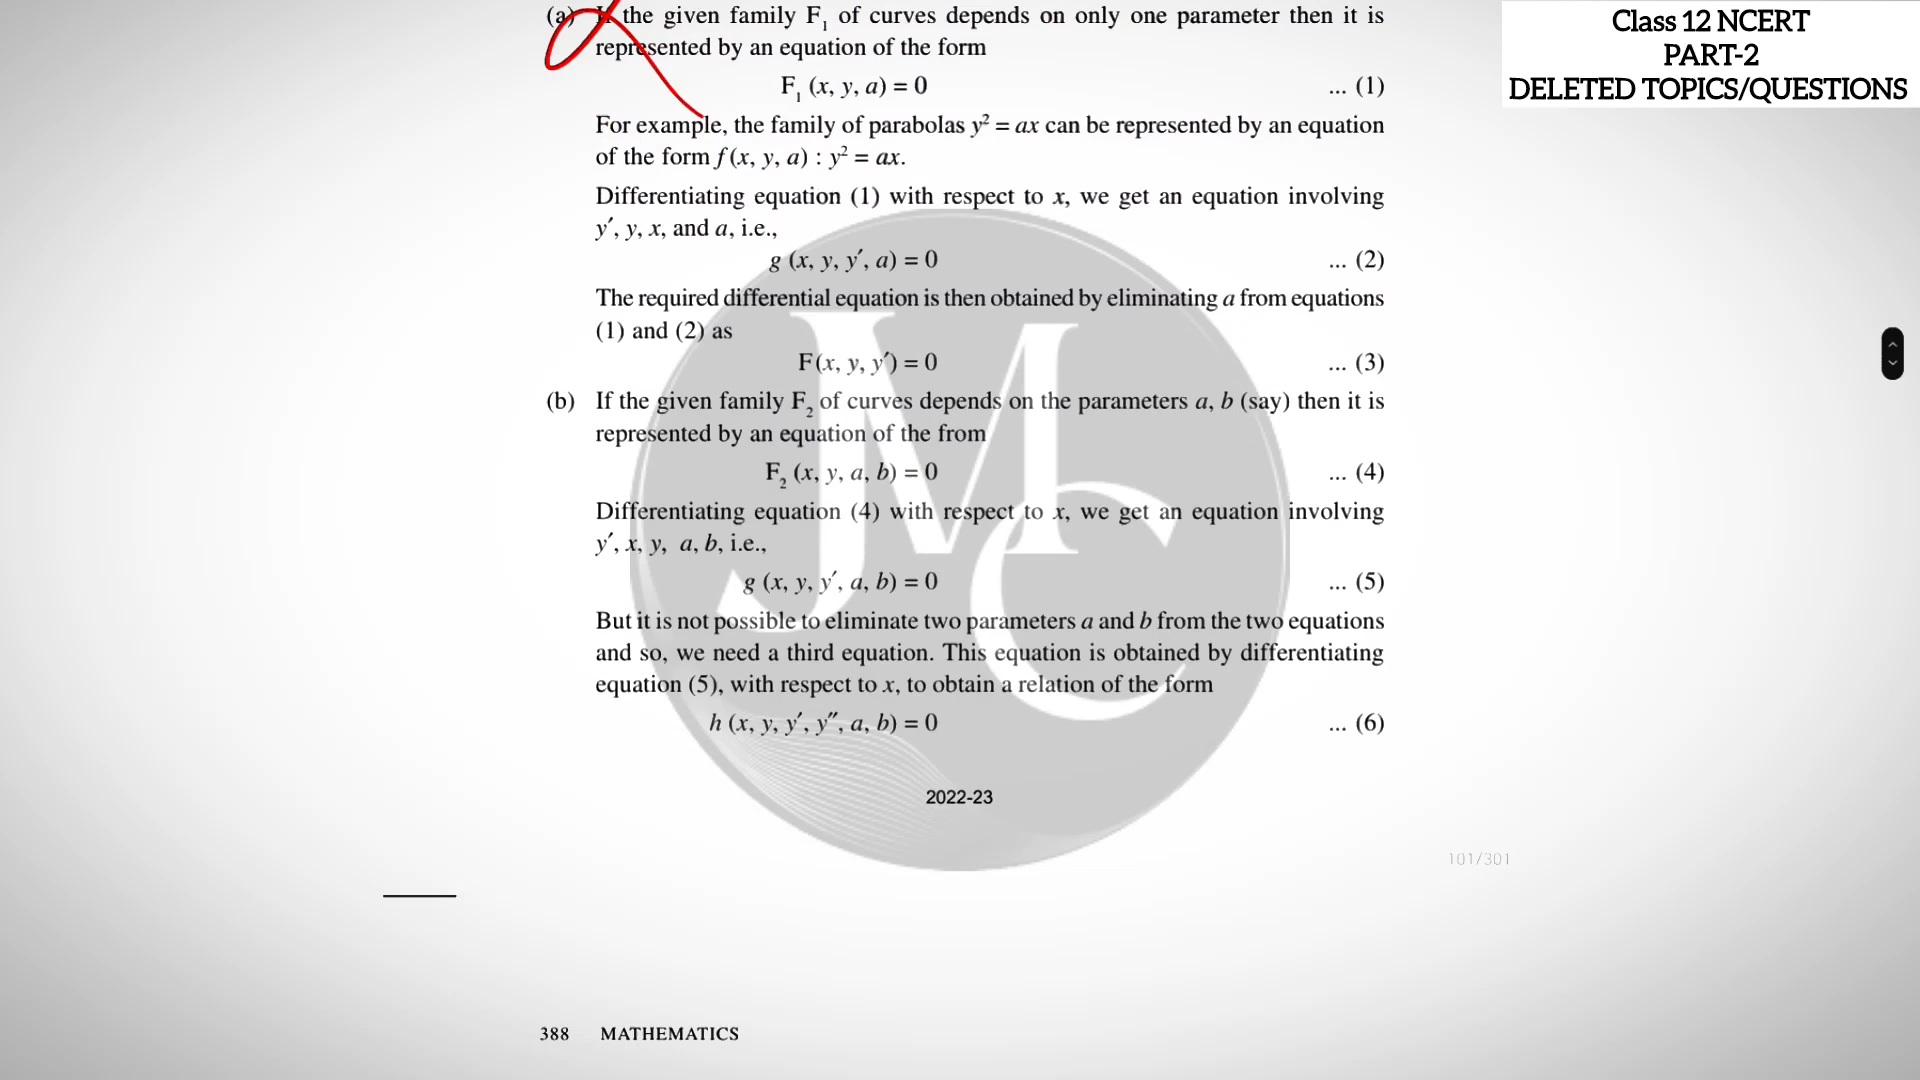 (a) If the given family F₁ of curves depends on only one parameter then it is
represented by an equation of the form
F₁ (x, y, a) = 0 ... (1)
For example, the family of parabolas y² = ax can be represented by an equation
of the form f (x, y, a) : y² = ax.
Differentiating equation (1) with respect to x, we get an equation involving
y′, y, x, and a, i.e.,
g (x, y, y′, a) = 0 ... (2)
The required differential equation is then obtained by eliminating a from equations
(1) and (2) as
F(x, y, y′) = 0 ... (3)
(b) If the given family F₂ of curves depends on the parameters a, b (say) then it is
represented by an equation of the from
F₂ (x, y, a, b) = 0 ... (4)
Differentiating equation (4) with respect to x, we get an equation involving
y′, x, y, a, b, i.e.,
g (x, y, y′, a, b) = 0 ... (5)
But it is not possible to eliminate two parameters a and b from the two equations
and so, we need a third equation. This equation is obtained by differentiating
equation (5), with respect to x, to obtain a relation of the form
h (x, y, y′, y″, a, b) = 0 ... (6)
2022-23
101/301
388 MATHEMATICS
Class 12 NCERT
PART-2
DELETED TOPICS/QUESTIONS
JMC